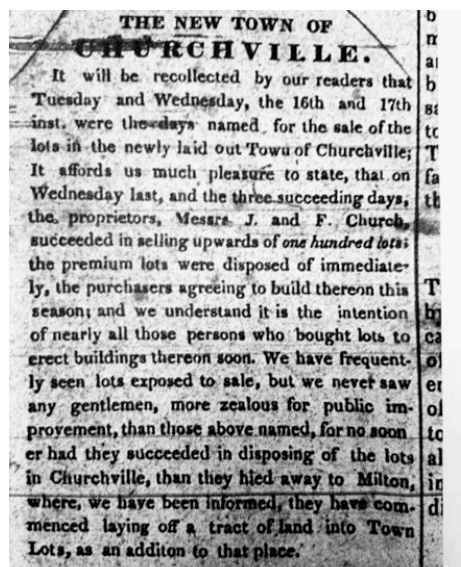 THE NEW TOWN OF
CHURCHVILLE.
It will be recollected by our readers that
Tuesday and Wednesday, the 16th and 17th
inst. were the days named for the sale of the
lots in the newly laid out Town of Churchville;
It affords us much pleasure to state, that on
Wednesday last, and the three succeeding days,
the proprietors, Messrs J. and F. Church,
succeeded in selling upwards of one hundred lots;
the premium lots were disposed of immediate-
ly, the purchasers agreeing to build thereon this
season; and we understand it is the intention
of nearly all those persons who bought lots to
erect buildings thereon soon. We have frequent-
ly seen lots exposed to sale, but we never saw
any gentlemen, more zealous for public im-
provement, than those above named, for no soon
er had they succeeded in disposing of the lots
in Churchville, than they hied away to Milton,
where, we have been informed, they have com-
menced laying off a tract of land into Town
Lots, as an additon to that place.